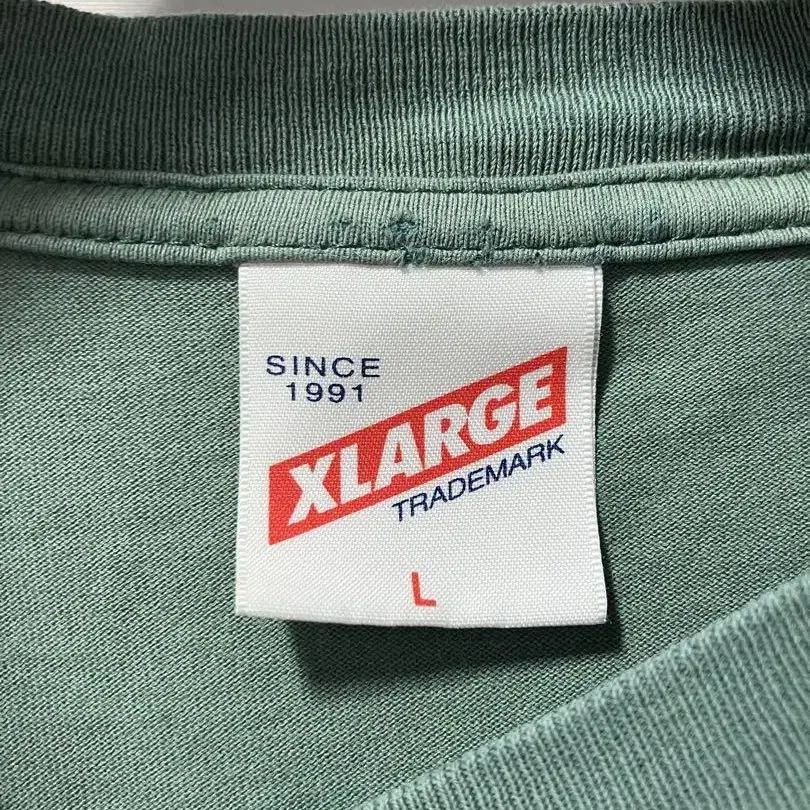 SINCE
1991
XLARGE
TRADEMARK
L